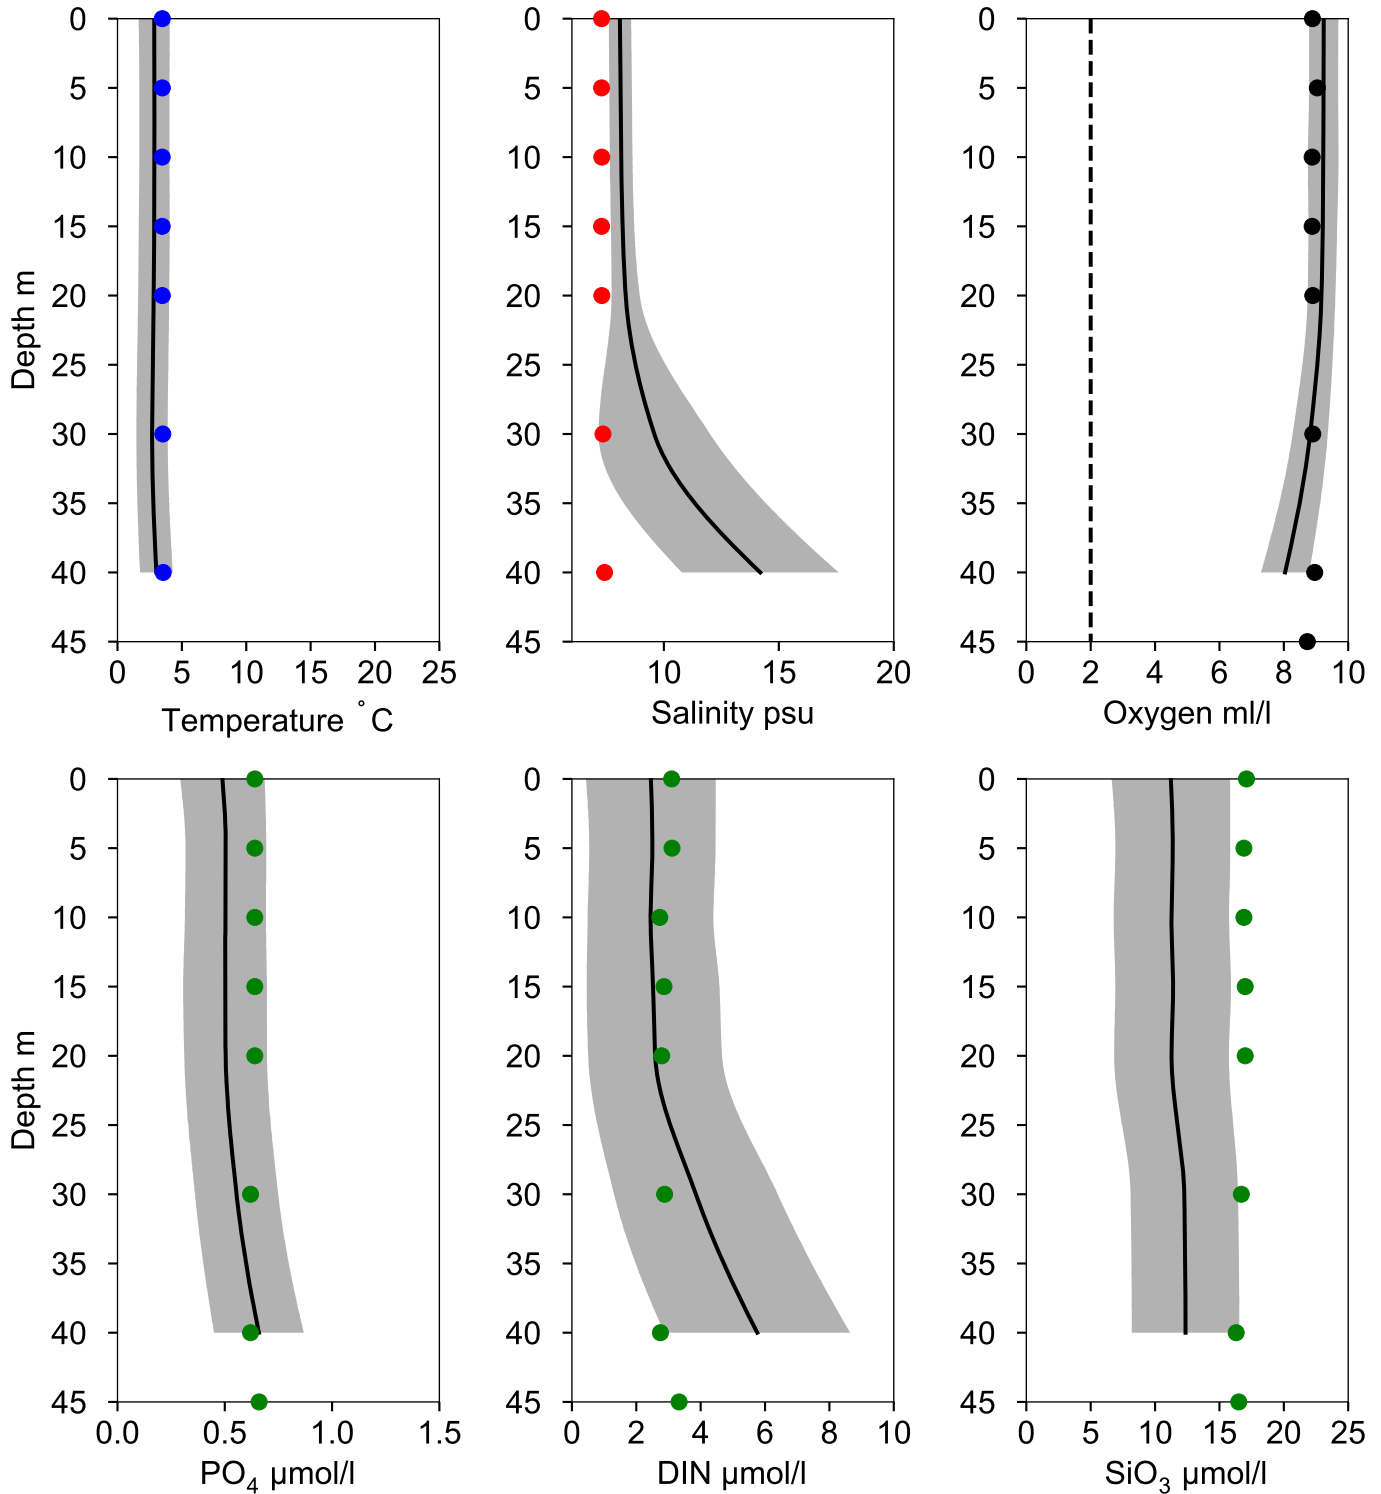 0 0 0
5 5 5
10 10 10
15 15 15
20 20 20
25 25 25
30 30 30
35 35 35
40 40 40
45 45 45
Depth m
0 5 10 15 20 25 10 15 20 0 2 4 6 8 10
Temperature °C Salinity psu Oxygen ml/l
0 0 0
5 5 5
10 10 10
15 15 15
20 20 20
25 25 25
30 30 30
35 35 35
40 40 40
45 45 45
Depth m
0.0 0.5 1.0 1.5 0 2 4 6 8 10 0 5 10 15 20 25
PO₄ µmol/l DIN µmol/l SiO₃ µmol/l